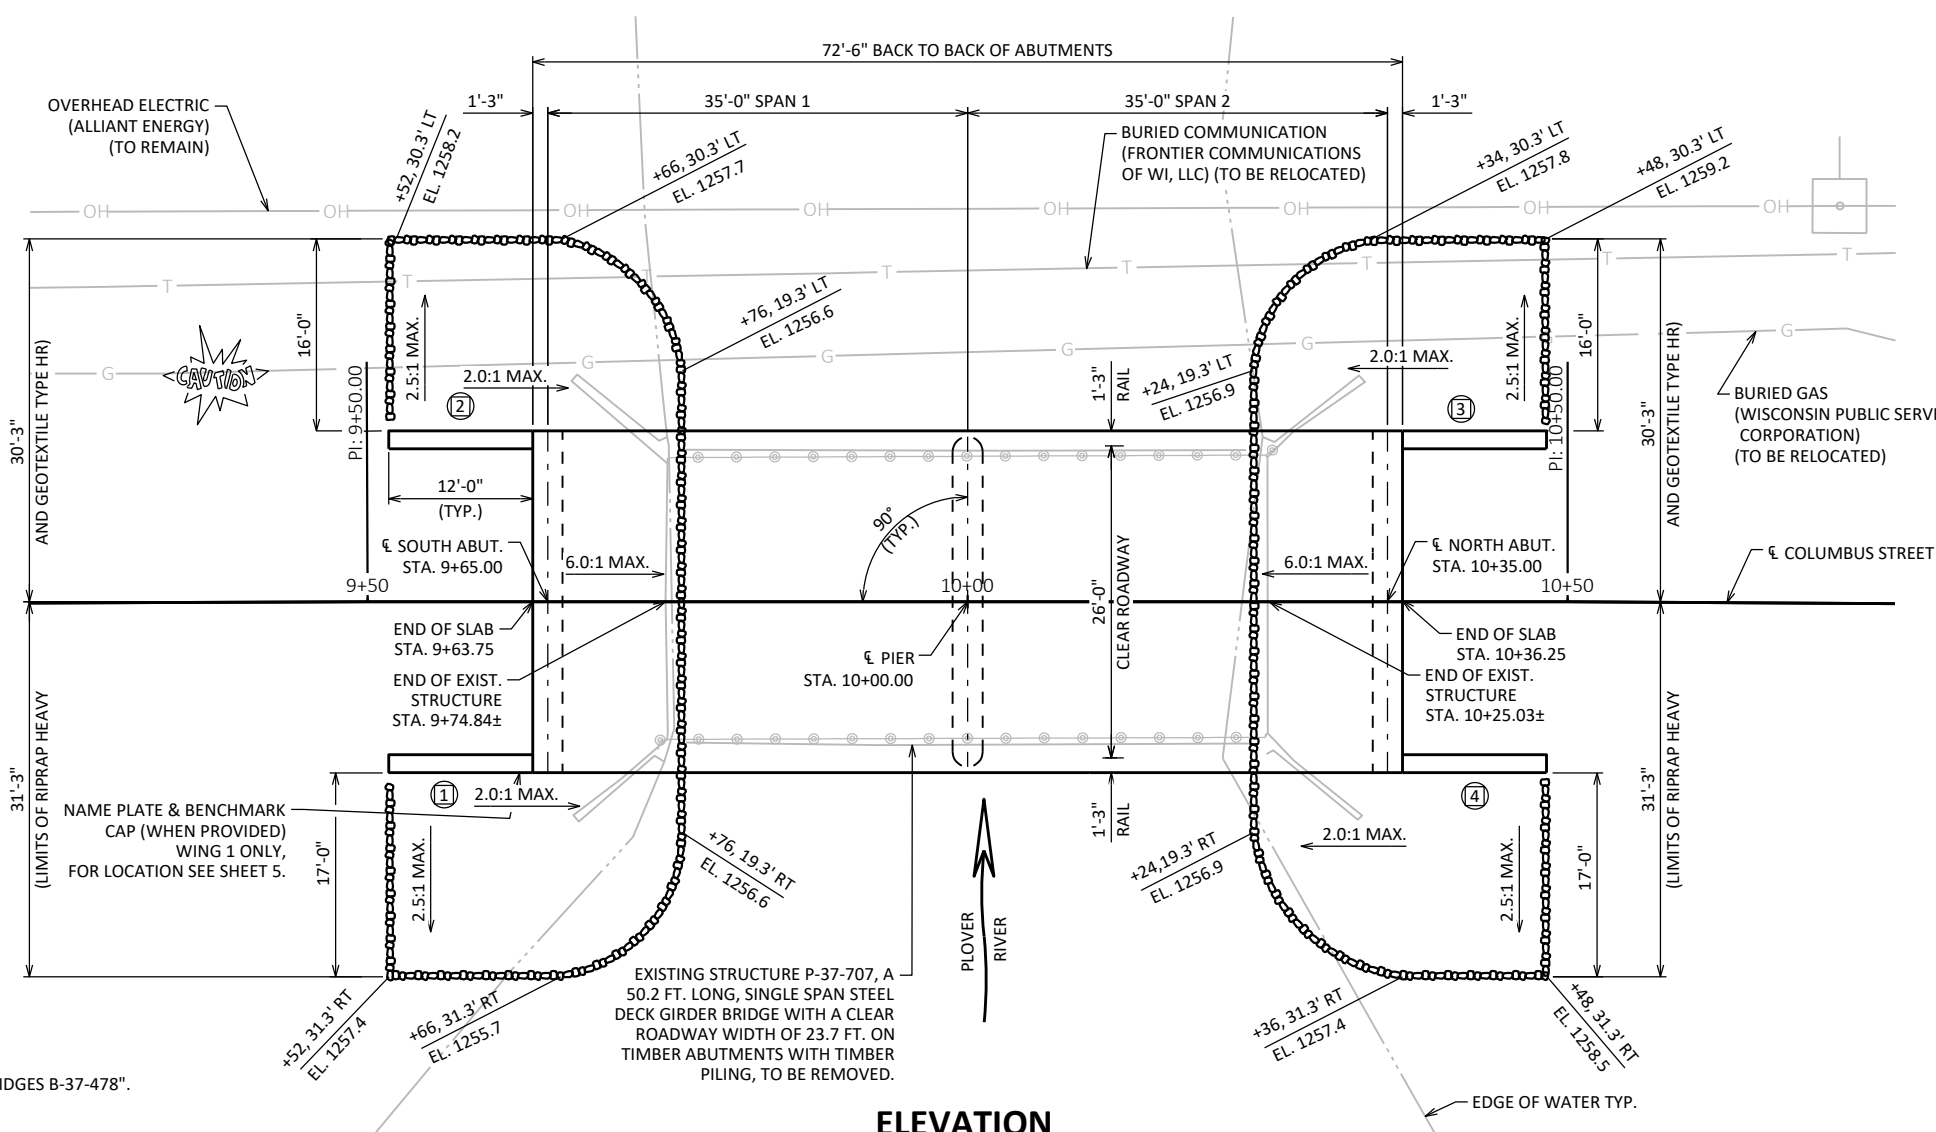 72'-6" BACK TO BACK OF ABUTMENTS
1'-3"
35'-0" SPAN 1
35'-0" SPAN 2
1'-3"
OVERHEAD ELECTRIC
(ALLIANT ENERGY)
(TO REMAIN)
+52, 30.3' LT
EL. 1258.2
+66, 30.3' LT
EL. 1257.7
BURIED COMMUNICATION
(FRONTIER COMMUNICATIONS
OF WI, LLC) (TO BE RELOCATED)
+34, 30.3' LT
EL. 1257.8
+48, 30.3' LT
EL. 1259.2
OH OH OH OH OH OH OH OH
T T T T T T T T
G G G G G G
+76, 19.3' LT
EL. 1256.6
+24, 19.3' LT
EL. 1256.9
CAUTION
16'-0"
2.5:1 MAX.
2.0:1 MAX.
2
PI: 9+50.00
30'-3"
AND GEOTEXTILE TYPE HR)
1'-3"
RAIL
2.0:1 MAX.
3
2.5:1 MAX.
16'-0"
PI: 10+50.00
30'-3"
AND GEOTEXTILE TYPE HR)
BURIED GAS
(WISCONSIN PUBLIC SERVI
CORPORATION)
(TO BE RELOCATED)
12'-0"
(TYP.)
90°
(TYP.)
℄ SOUTH ABUT.
STA. 9+65.00
6.0:1 MAX.
6.0:1 MAX.
℄ NORTH ABUT.
STA. 10+35.00
℄ COLUMBUS STREET
9+50
10+00
10+50
26'-0"
CLEAR ROADWAY
END OF SLAB
STA. 9+63.75
END OF EXIST.
STRUCTURE
STA. 9+74.84±
℄ PIER
STA. 10+00.00
END OF SLAB
STA. 10+36.25
END OF EXIST.
STRUCTURE
STA. 10+25.03±
31'-3"
(LIMITS OF RIPRAP HEAVY
31'-3"
(LIMITS OF RIPRAP HEAVY
NAME PLATE & BENCHMARK
CAP (WHEN PROVIDED)
WING 1 ONLY,
FOR LOCATION SEE SHEET 5.
1
2.0:1 MAX.
17'-0"
2.5:1 MAX.
+76, 19.3' RT
EL. 1256.6
1'-3"
RAIL
PLOVER
RIVER
+24,19.3' RT
EL. 1256.9
2.0:1 MAX.
4
2.5:1 MAX.
17'-0"
+52, 31.3' RT
EL. 1257.4
+66, 31.3' RT
EL. 1255.7
EXISTING STRUCTURE P-37-707, A
50.2 FT. LONG, SINGLE SPAN STEEL
DECK GIRDER BRIDGE WITH A CLEAR
ROADWAY WIDTH OF 23.7 FT. ON
TIMBER ABUTMENTS WITH TIMBER
PILING, TO BE REMOVED.
+36, 31.3' RT
EL. 1257.4
+48, 31.3' RT
EL. 1258.5
IDGES B-37-478".
EDGE OF WATER TYP.
ELEVATION